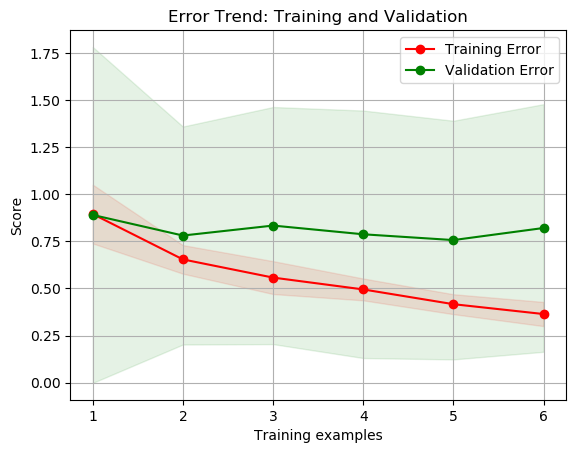 Error Trend: Training and Validation
Training Error
Validation Error
Score
1.75
1.50
1.25
1.00
0.75
0.50
0.25
0.00
1 2 3 4 5 6
Training examples